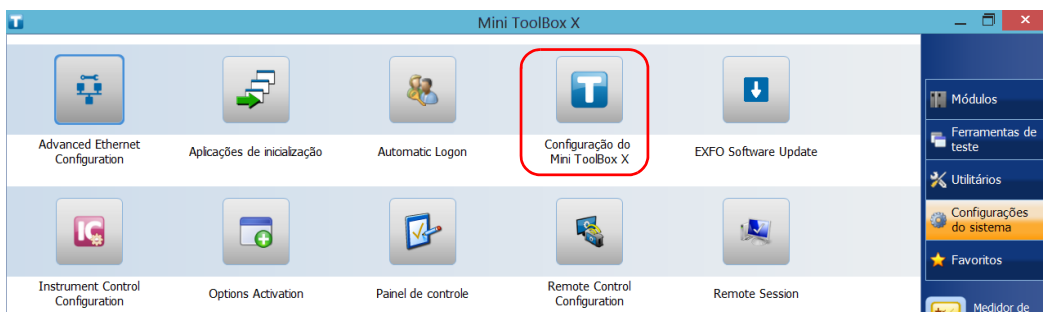 Mini ToolBox X
Advanced Ethernet
Configuration
Aplicações de inicialização
Automatic Logon
Configuração do
Mini ToolBox X
EXFO Software Update
Instrument Control
Configuration
Options Activation
Painel de controle
Remote Control
Configuration
Remote Session
Módulos
Ferramentas de
teste
Utilitários
Configurações
do sistema
Favoritos
Medidor de